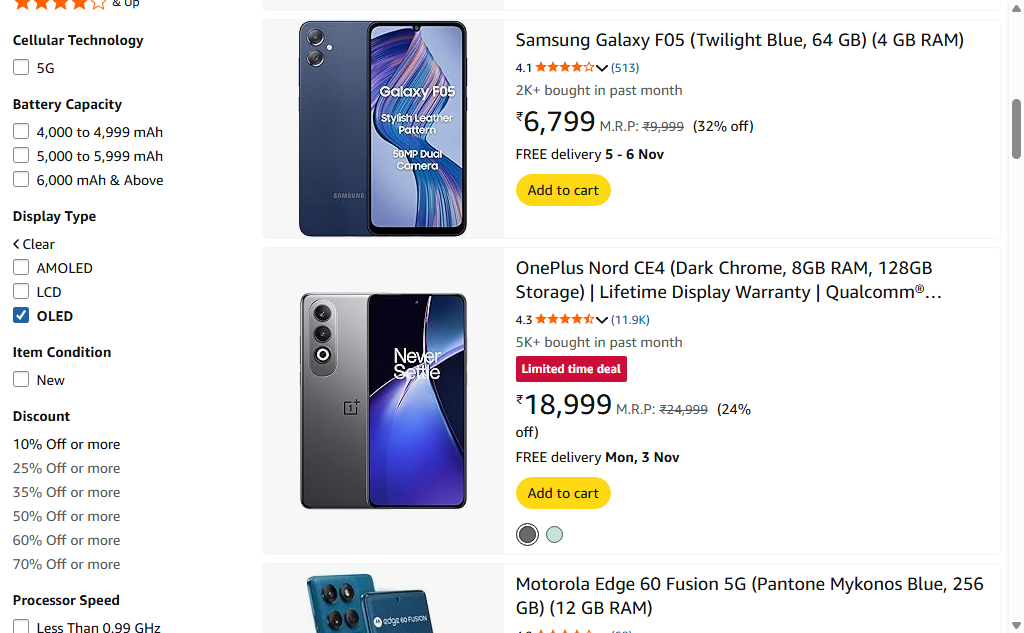 & Up
Cellular Technology
5G
Battery Capacity
4,000 to 4,999 mAh
5,000 to 5,999 mAh
6,000 mAh & Above
Display Type
Clear
AMOLED
LCD
OLED
Item Condition
New
Discount
10% Off or more
25% Off or more
35% Off or more
50% Off or more
60% Off or more
70% Off or more
Processor Speed
Less Than 0.99 GHz
Galaxy F05
Stylish Leather
Pattern
50MP Dual
Camera
SAMSUNG
Samsung Galaxy F05 (Twilight Blue, 64 GB) (4 GB RAM)
4.1 (513)
2K+ bought in past month
₹6,799 M.R.P: ₹9,999 (32% off)
FREE delivery 5 - 6 Nov
Add to cart
Never
Settle
OnePlus Nord CE4 (Dark Chrome, 8GB RAM, 128GB
Storage) | Lifetime Display Warranty | Qualcomm®…
4.3 (11.9K)
5K+ bought in past month
Limited time deal
₹18,999 M.R.P: ₹24,999 (24%
off)
FREE delivery Mon, 3 Nov
Add to cart
edge 60 FUSION
Motorola Edge 60 Fusion 5G (Pantone Mykonos Blue, 256
GB) (12 GB RAM)